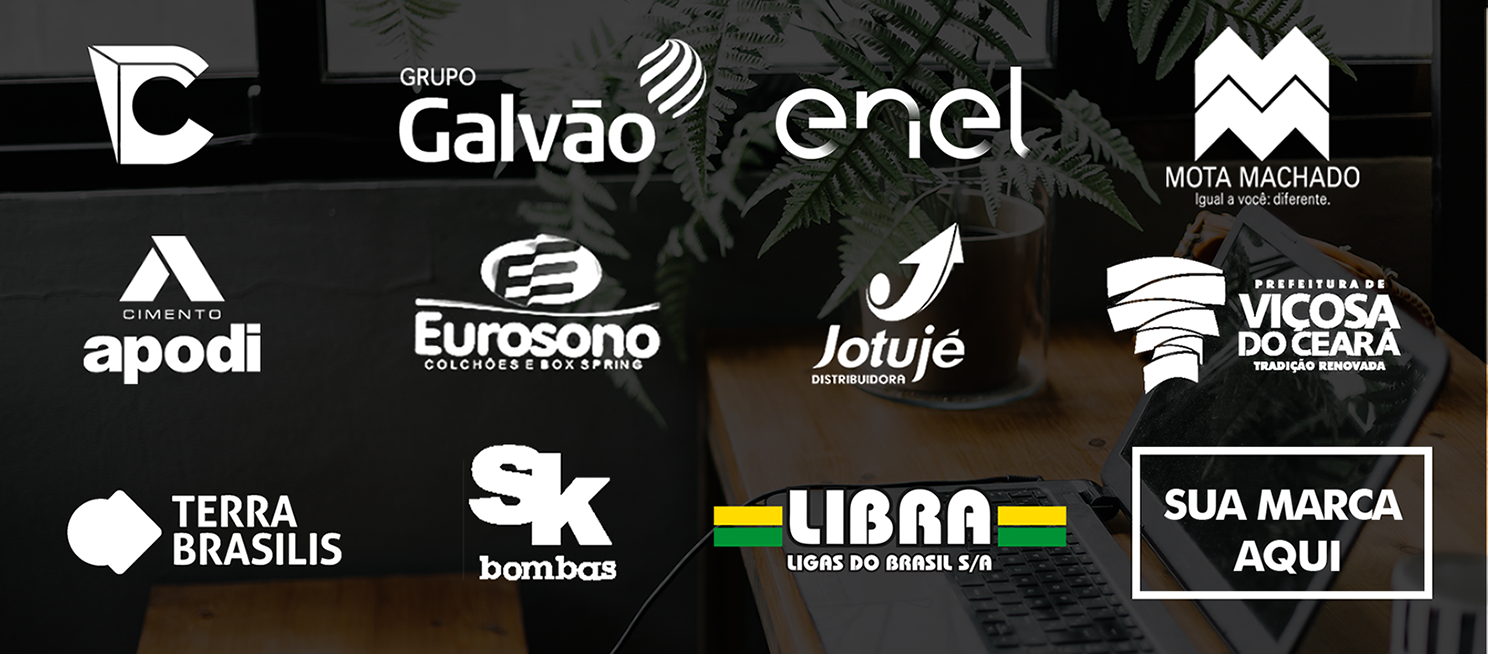 C
GRUPO
Galvão
enel
MOTA MACHADO
Igual a você: diferente.
CIMENTO
apodi
Eurosono
COLCHÕES E BOX SPRING
Jotujé
DISTRIBUIDORA
PREFEITURA DE
VIÇOSA
DO CEARÁ
TRADIÇÃO RENOVADA
TERRA
BRASILIS
SK
bombas
LIBRA
LIGAS DO BRASIL S/A
SUA MARCA
AQUI